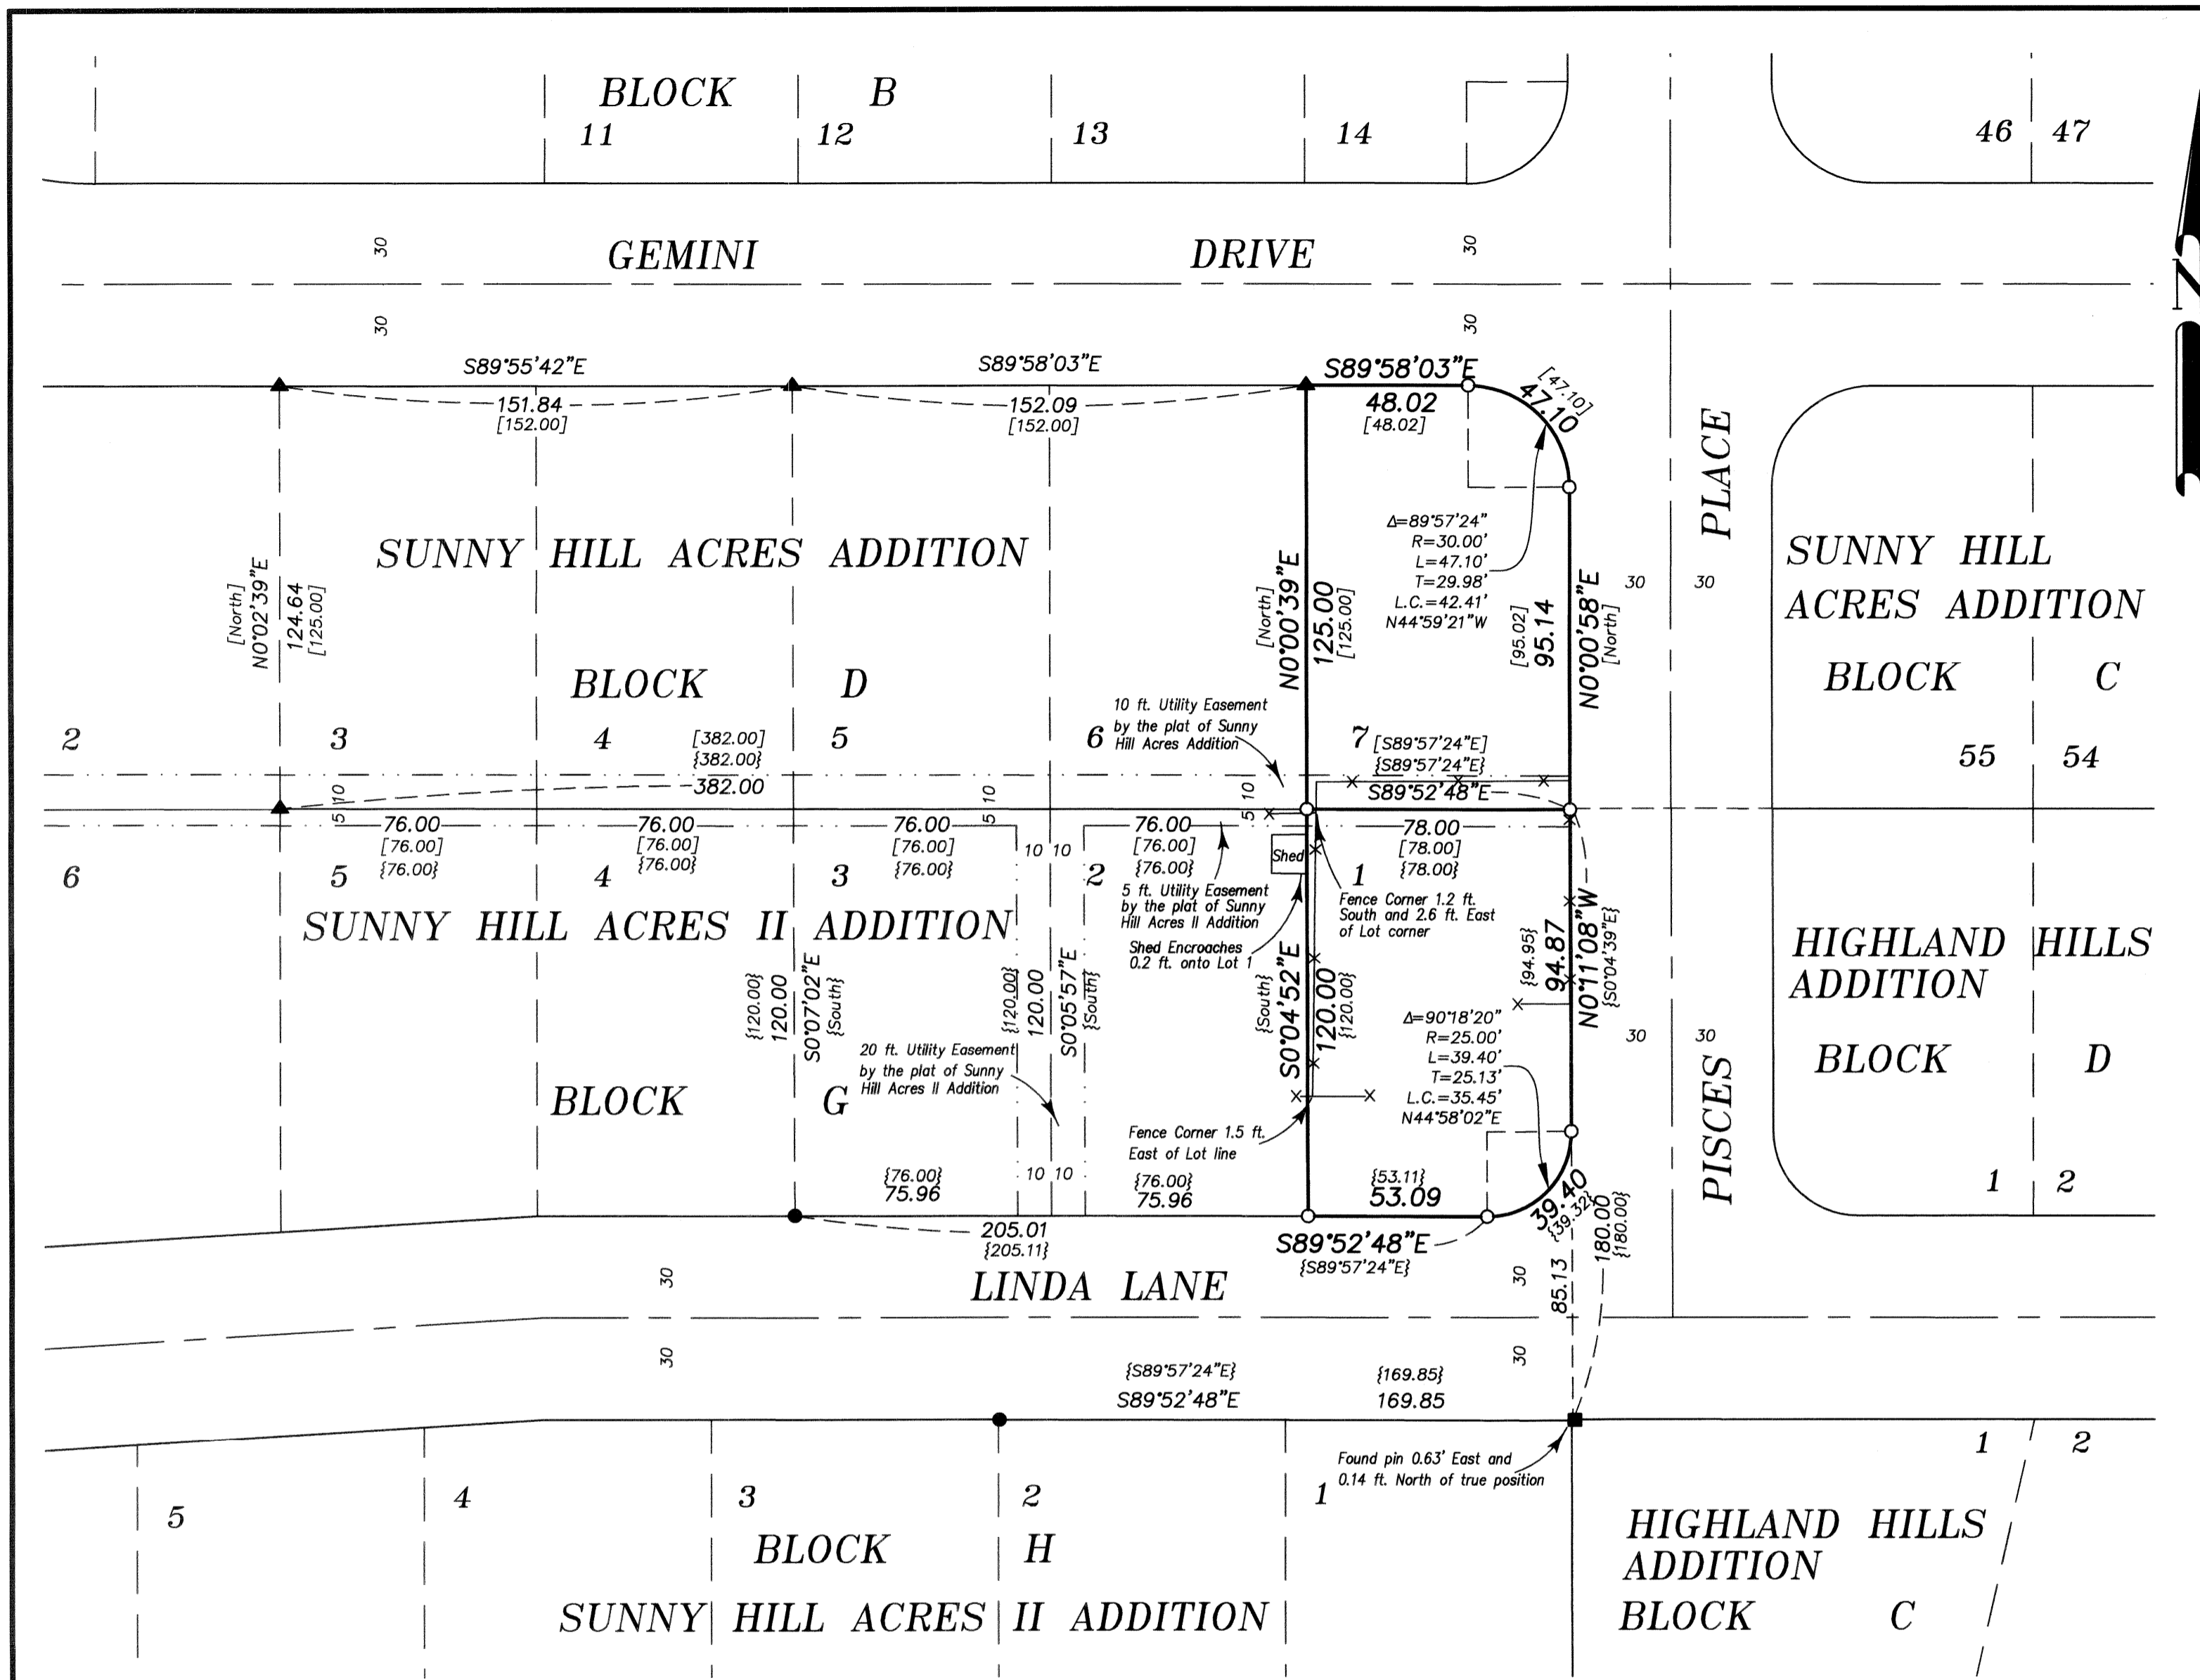 BLOCK B
11 12 13 14
46 47
30 30
GEMINI DRIVE
30 30
N
S89°55'42"E
S89°58'03"E
S89°58'03"E
151.84
[152.00]
152.09
[152.00]
48.02
[48.02]
[47.10]
47.10
PLACE
Δ=89°57'24"
R=30.00'
L=47.10'
T=29.98'
L.C.=42.41'
N44°59'21"W
SUNNY HILL ACRES ADDITION
[North]
N0°02'39"E
124.64
[125.00]
[North]
N0°00'39"E
125.00
[125.00]
[95.02]
95.14
N0°00'58"E
[North]
30 30
SUNNY HILL
ACRES ADDITION
BLOCK C
55 54
BLOCK D
10 ft. Utility Easement
by the plat of Sunny
Hill Acres Addition
2 3 4 5 6 7
[382.00]
{382.00}
382.00
[S89°57'24"E]
{S89°57'24"E}
S89°52'48"E
10 10 10
5 5 5
76.00
[76.00]
{76.00}
76.00
[76.00]
{76.00}
76.00
[76.00]
{76.00}
10 10
76.00
[76.00]
{76.00}
78.00
[78.00]
{78.00}
Shed
6 5 4 3 2 1
5 ft. Utility Easement
by the plat of Sunny
Hill Acres II Addition
Shed Encroaches
0.2 ft. onto Lot 1
Fence Corner 1.2 ft.
South and 2.6 ft. East
of Lot corner
SUNNY HILL ACRES II ADDITION
{120.00}
120.00
S0°07'02"E
{South}
{120.00}
120.00
S0°05'57"E
{South}
{South}
S0°04'52"E
120.00
{120.00}
{94.95}
94.87
N0°11'08"W
{S0°04'39"E}
HIGHLAND HILLS
ADDITION
BLOCK D
1 2
30 30
Δ=90°18'20"
R=25.00'
L=39.40'
T=25.13'
L.C.=35.45'
N44°58'02"E
20 ft. Utility Easement
by the plat of Sunny
Hill Acres II Addition
BLOCK G
Fence Corner 1.5 ft.
East of Lot line
PISCES
{76.00}
75.96
10 10
{76.00}
75.96
{53.11}
53.09
39.40
{39.32}
180.00
{180.00}
85.13
205.01
{205.11}
S89°52'48"E
{S89°57'24"E}
30 30
LINDA LANE
30 30
{S89°57'24"E}
S89°52'48"E
{169.85}
169.85
Found pin 0.63' East and
0.14 ft. North of true position
1 2
5 4 3 2 1
BLOCK H
SUNNY HILL ACRES II ADDITION
HIGHLAND HILLS
ADDITION
BLOCK C